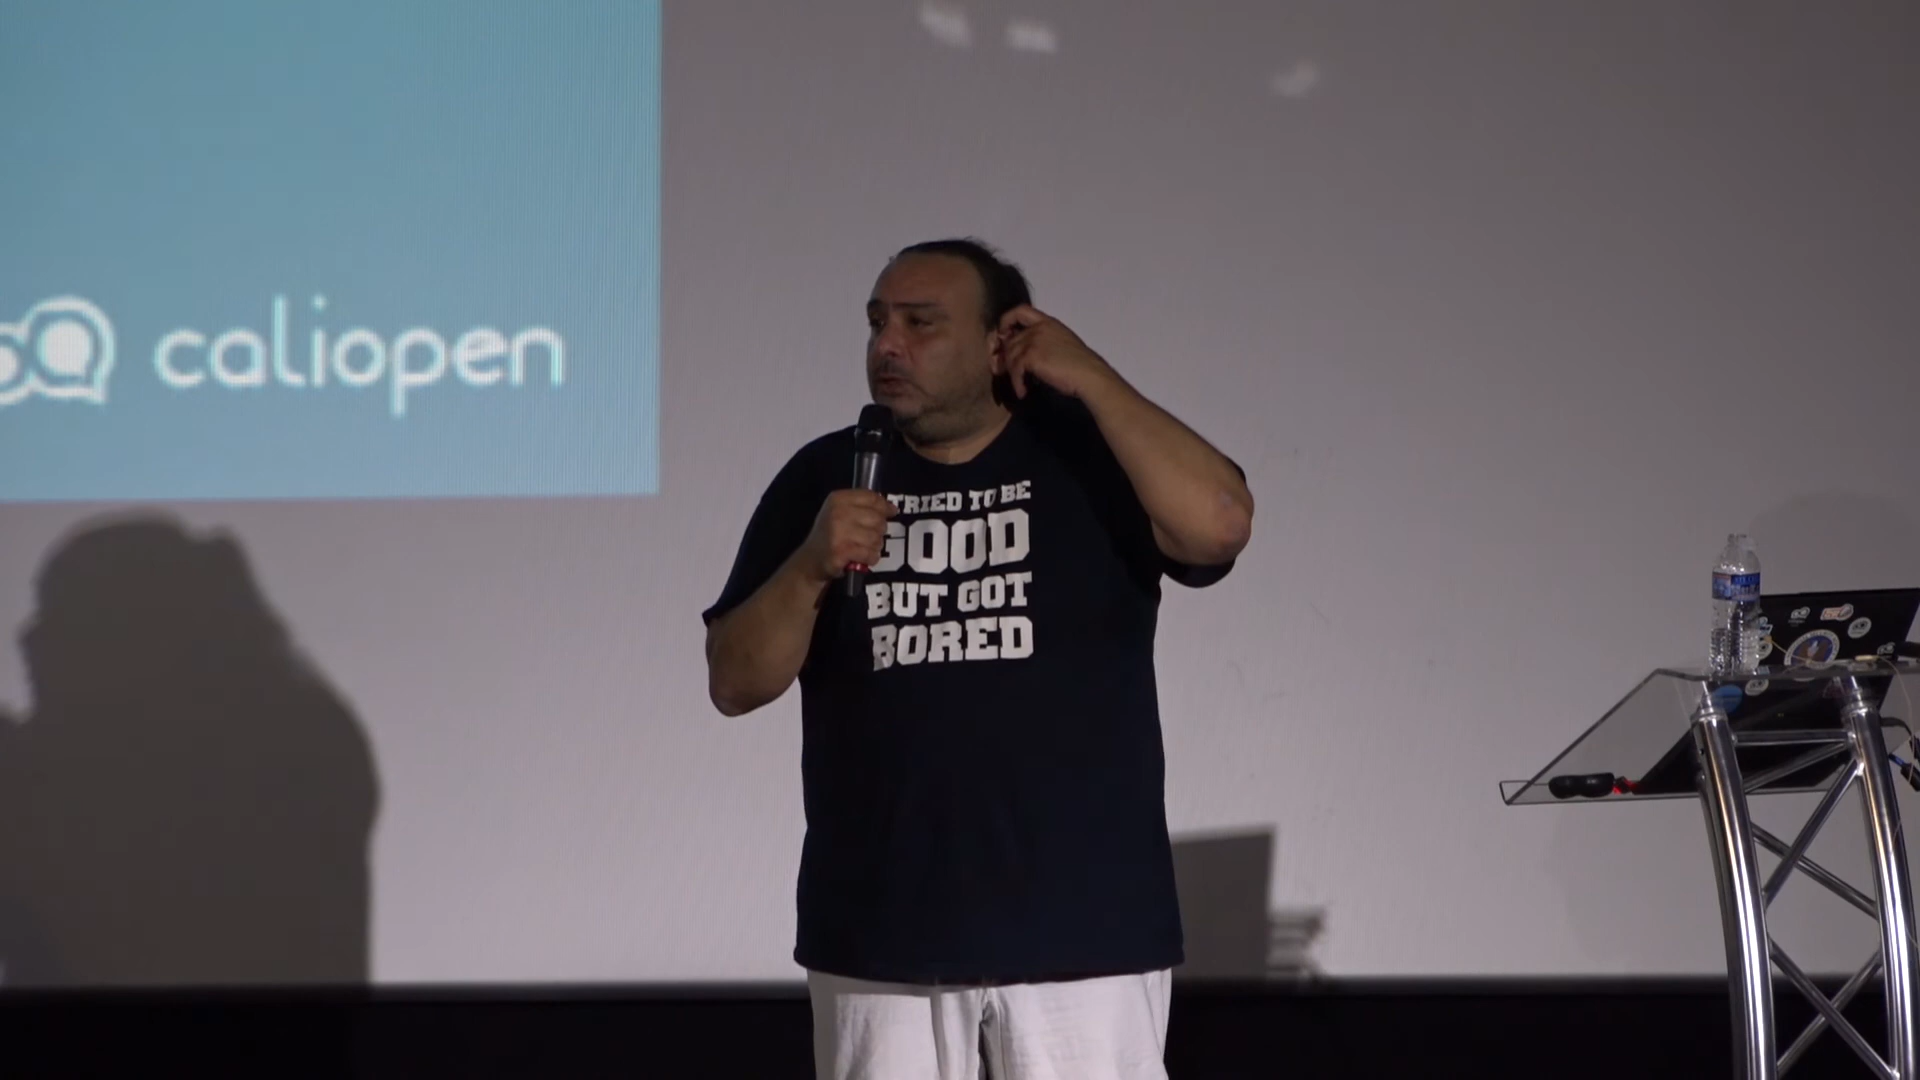 caliopen
TRIED TO BE
GOOD
BUT GOT
BORED